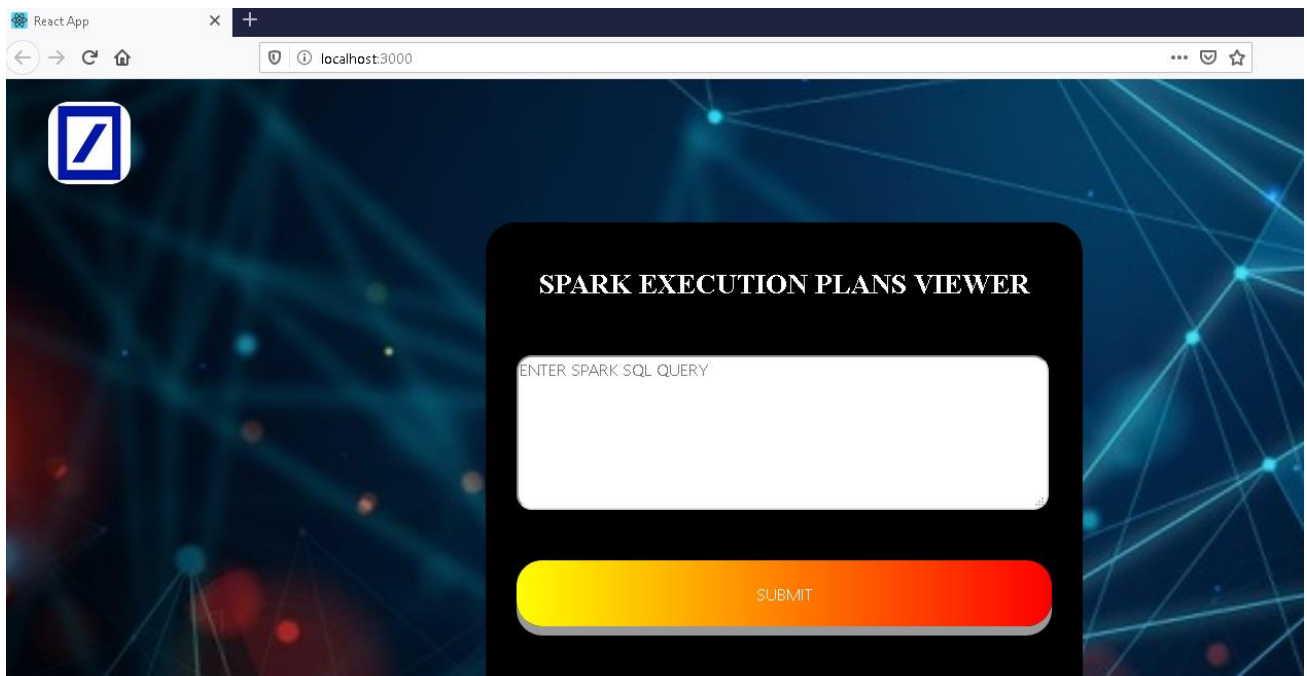 React App
localhost:3000
SPARK EXECUTION PLANS VIEWER
ENTER SPARK SQL QUERY
SUBMIT